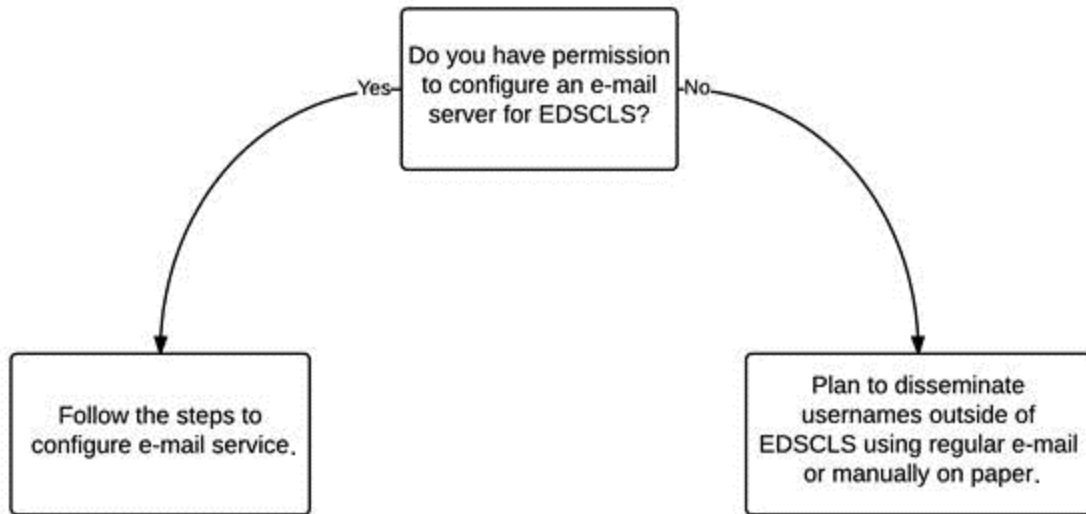 Do you have permission
to configure an e-mail
server for EDSCLS?
Yes
No
Follow the steps to
configure e-mail service.
Plan to disseminate
usernames outside of
EDSCLS using regular e-mail
or manually on paper.